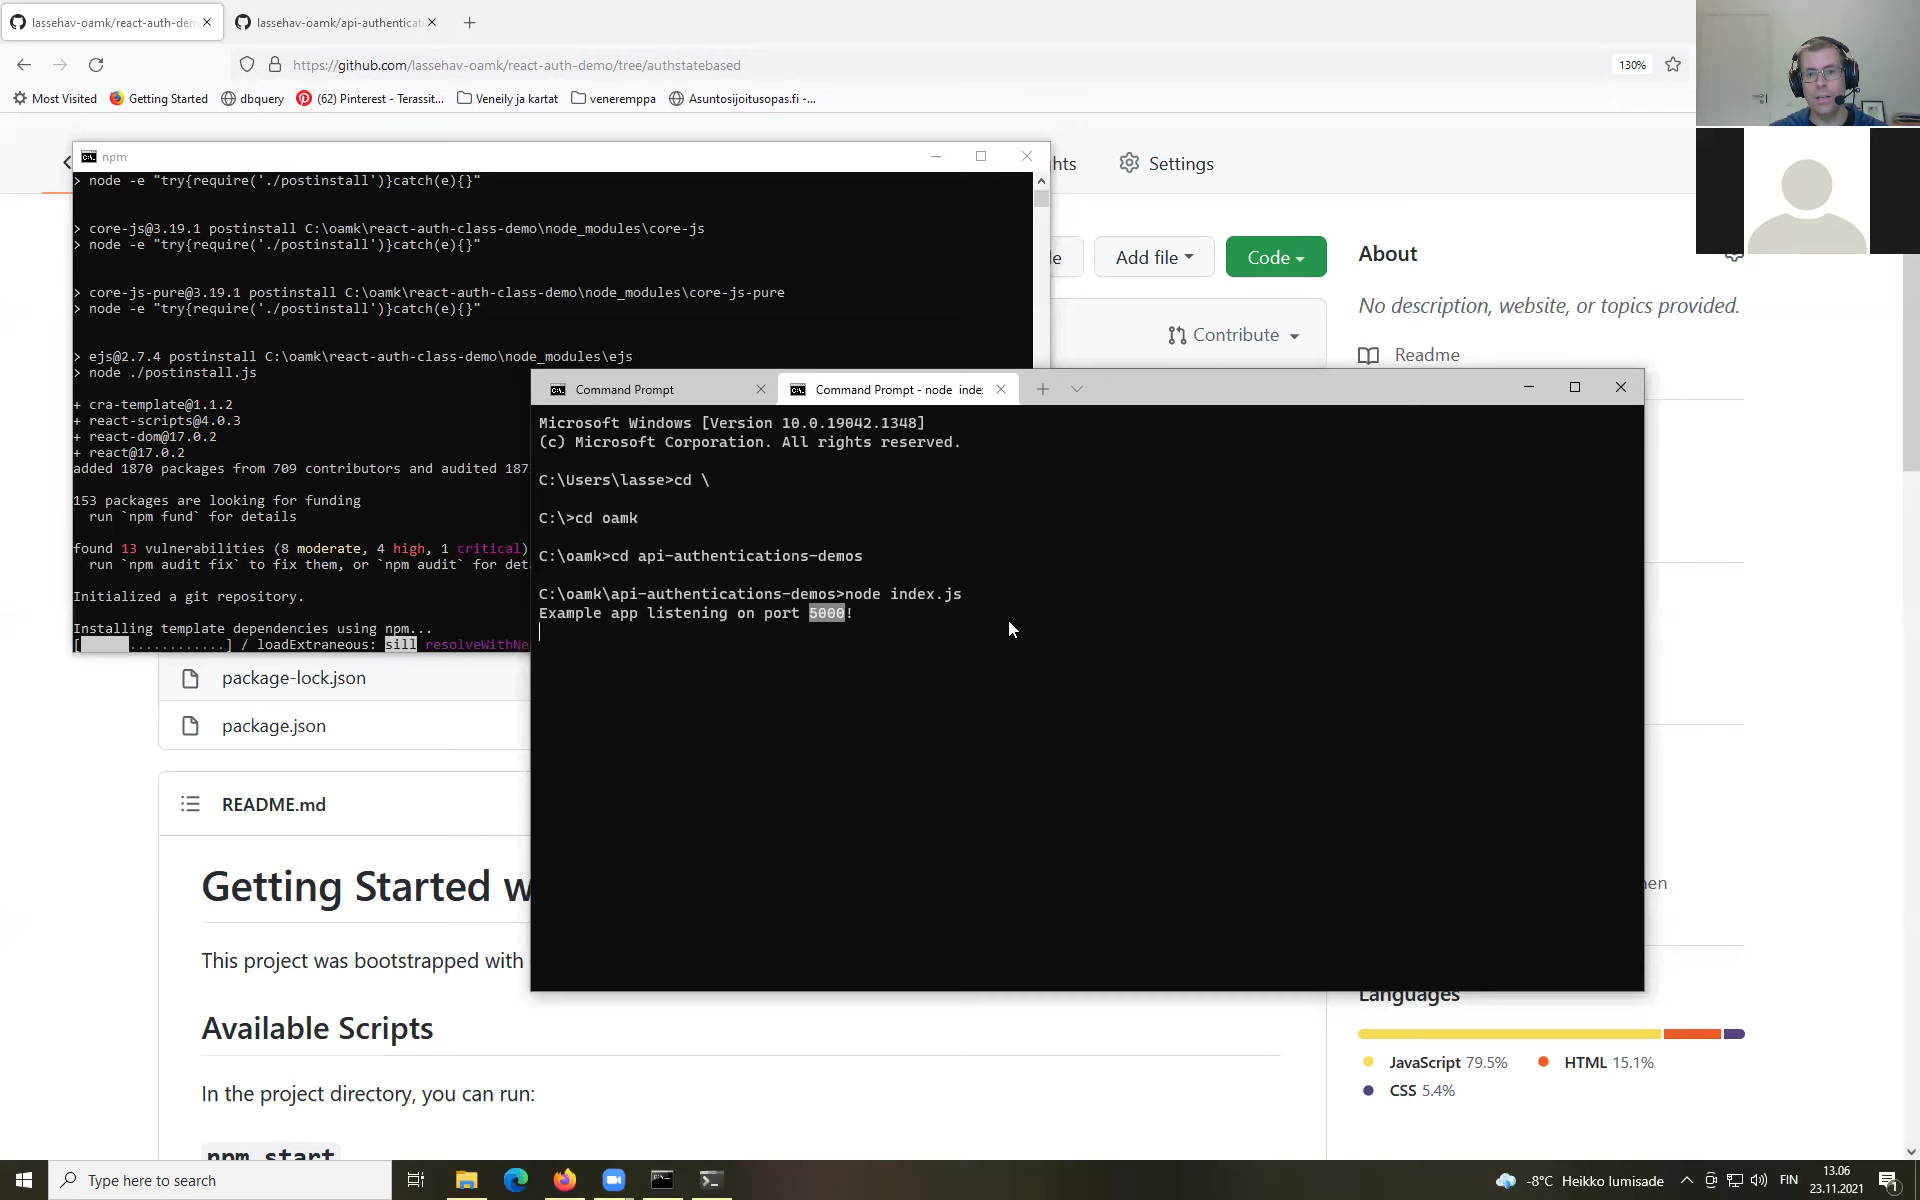 lassehav-oamk/react-auth-dem
lassehav-oamk/api-authenticat
https://github.com/lassehav-oamk/react-auth-demo/tree/authstatebased
130%
Most Visited
Getting Started
dbquery
(62) Pinterest - Terassit...
Veneily ja kartat
veneremppa
Asuntosijoitusopas.fi -...
npm
> node -e "try{require('./postinstall')}catch(e){}"
> core-js@3.19.1 postinstall C:\oamk\react-auth-class-demo\node_modules\core-js
> node -e "try{require('./postinstall')}catch(e){}"
> core-js-pure@3.19.1 postinstall C:\oamk\react-auth-class-demo\node_modules\core-js-pure
> node -e "try{require('./postinstall')}catch(e){}"
> ejs@2.7.4 postinstall C:\oamk\react-auth-class-demo\node_modules\ejs
> node ./postinstall.js
+ cra-template@1.1.2
+ react-scripts@4.0.3
+ react-dom@17.0.2
+ react@17.0.2
added 1870 packages from 709 contributors and audited 187
153 packages are looking for funding
run `npm fund` for details
found 13 vulnerabilities (8 moderate, 4 high, 1 critical)
run `npm audit fix` to fix them, or `npm audit` for det
Initialized a git repository.
Installing template dependencies using npm...
[ ............] / loadExtraneous: sill resolveWithNe
ghts
Settings
le
Add file
Code
Contribute
About
No description, website, or topics provided.
Readme
Command Prompt
Command Prompt - node inde
Microsoft Windows [Version 10.0.19042.1348]
(c) Microsoft Corporation. All rights reserved.
C:\Users\lasse>cd \
C:\>cd oamk
C:\oamk>cd api-authentications-demos
C:\oamk\api-authentications-demos>node index.js
Example app listening on port 5000!
package-lock.json
package.json
README.md
Getting Started w
This project was bootstrapped with
Available Scripts
In the project directory, you can run:
npm start
nen
Languages
JavaScript 79.5%
HTML 15.1%
CSS 5.4%
Type here to search
-8°C Heikko lumisade
FIN
13.06
23.11.2021
1